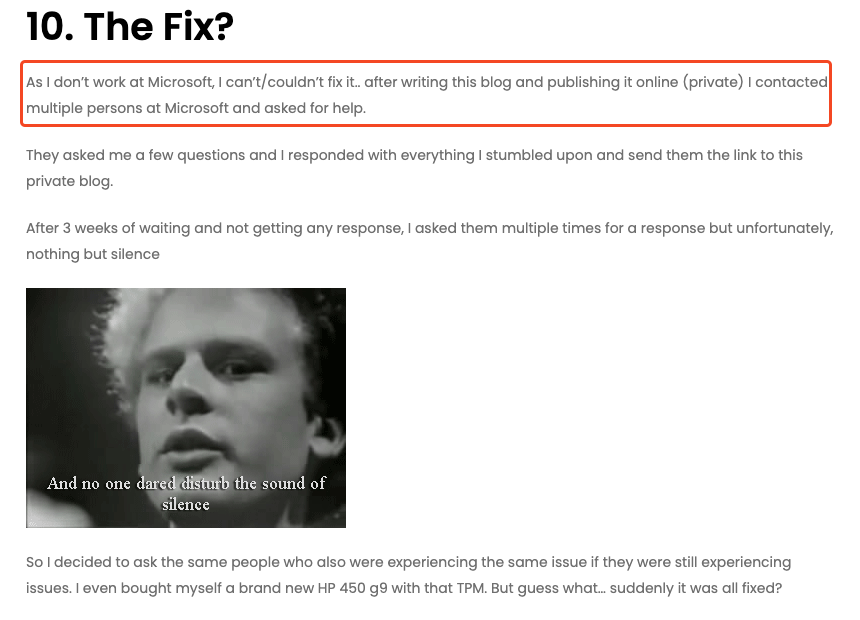 10. The Fix?
As I don’t work at Microsoft, I can’t/couldn’t fix it.. after writing this blog and publishing it online (private) I contacted
multiple persons at Microsoft and asked for help.
They asked me a few questions and I responded with everything I stumbled upon and send them the link to this
private blog.
After 3 weeks of waiting and not getting any response, I asked them multiple times for a response but unfortunately,
nothing but silence
And no one dared disturb the sound of
silence
So I decided to ask the same people who also were experiencing the same issue if they were still experiencing
issues. I even bought myself a brand new HP 450 g9 with that TPM. But guess what… suddenly it was all fixed?